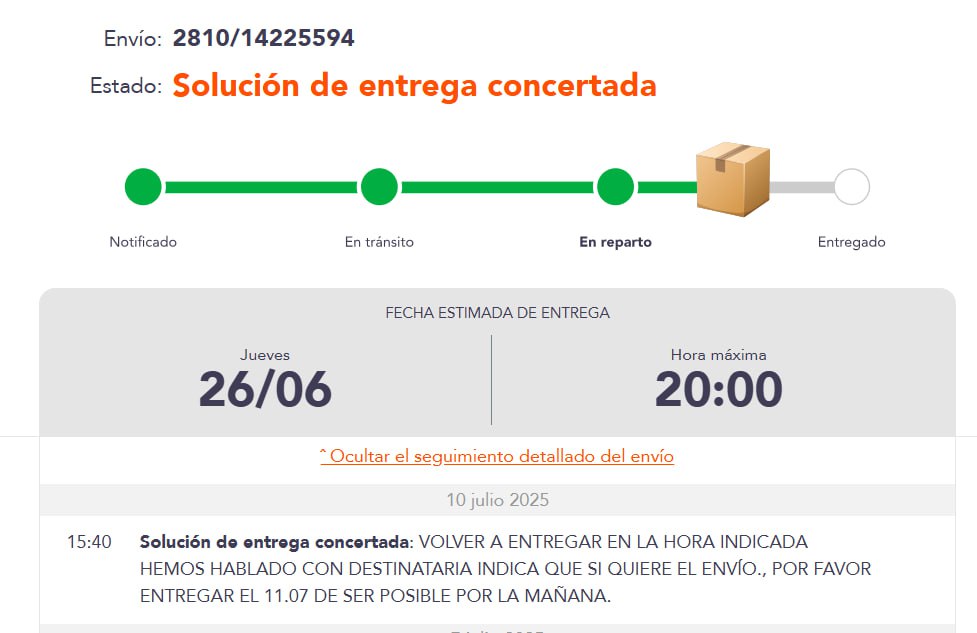 Envío: 2810/14225594
Estado: Solución de entrega concertada
Notificado En tránsito En reparto Entregado
FECHA ESTIMADA DE ENTREGA
Jueves Hora máxima
26/06 20:00
^ Ocultar el seguimiento detallado del envío
10 julio 2025
15:40 Solución de entrega concertada: VOLVER A ENTREGAR EN LA HORA INDICADA
HEMOS HABLADO CON DESTINATARIA INDICA QUE SI QUIERE EL ENVÍO., POR FAVOR
ENTREGAR EL 11.07 DE SER POSIBLE POR LA MAÑANA.